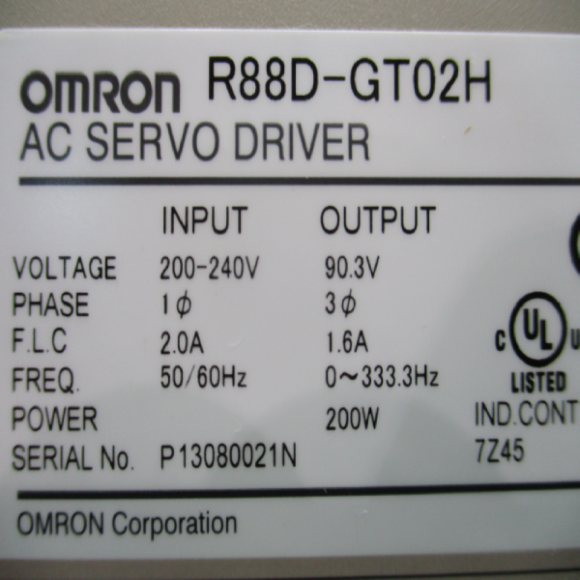 OMRON R88D-GT02H
AC SERVO DRIVER
INPUT OUTPUT
VOLTAGE 200-240V 90.3V
PHASE 1ϕ 3ϕ
F.L.C 2.0A 1.6A
FREQ. 50/60Hz 0~333.3Hz
POWER 200W
SERIAL No. P13080021N
C UL U
LISTED
IND.CONT
7Z45
OMRON Corporation